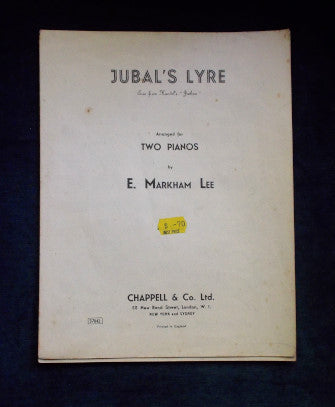 JUBAL'S LYRE
Air from Handel's "Joshua"
Arranged for
TWO PIANOS
by
E. MARKHAM LEE
CHAPPELL & Co. Ltd.
50 New Bond Street, London, W. 1.
NEW YORK and SYDNEY
Printed in England